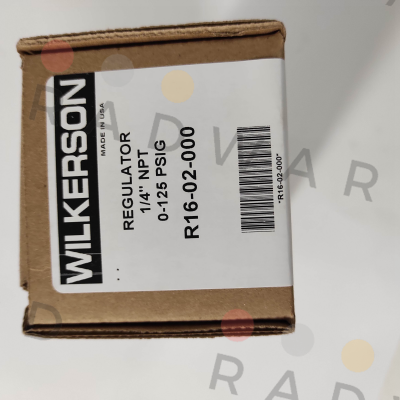 WILKERSON
MADE IN USA
REGULATOR
1/4" NPT
0-125 PSIG
R16-02-000
*R16-02-000*
RADWAR
RADWAR